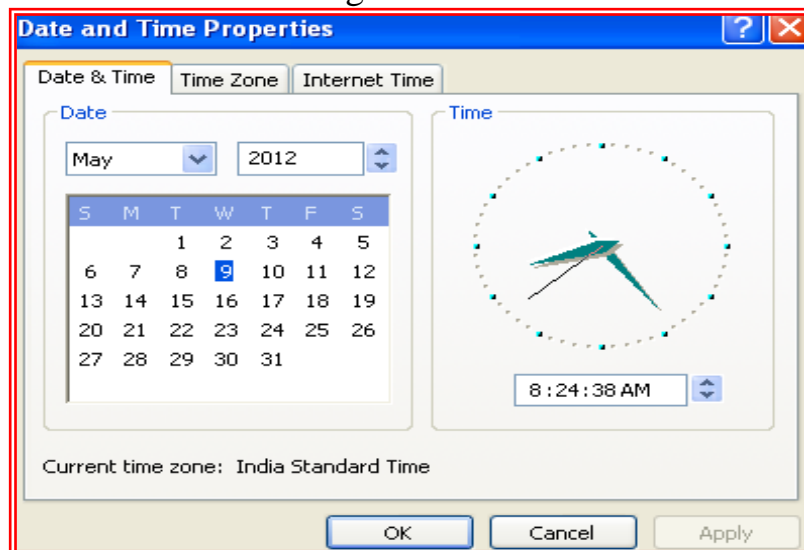 Date and Time Properties
Date & Time Time Zone Internet Time
Date
May 2012
S M T W T F S
1 2 3 4 5
6 7 8 9 10 11 12
13 14 15 16 17 18 19
20 21 22 23 24 25 26
27 28 29 30 31
Time
8:24:38 AM
Current time zone: India Standard Time
OK Cancel Apply